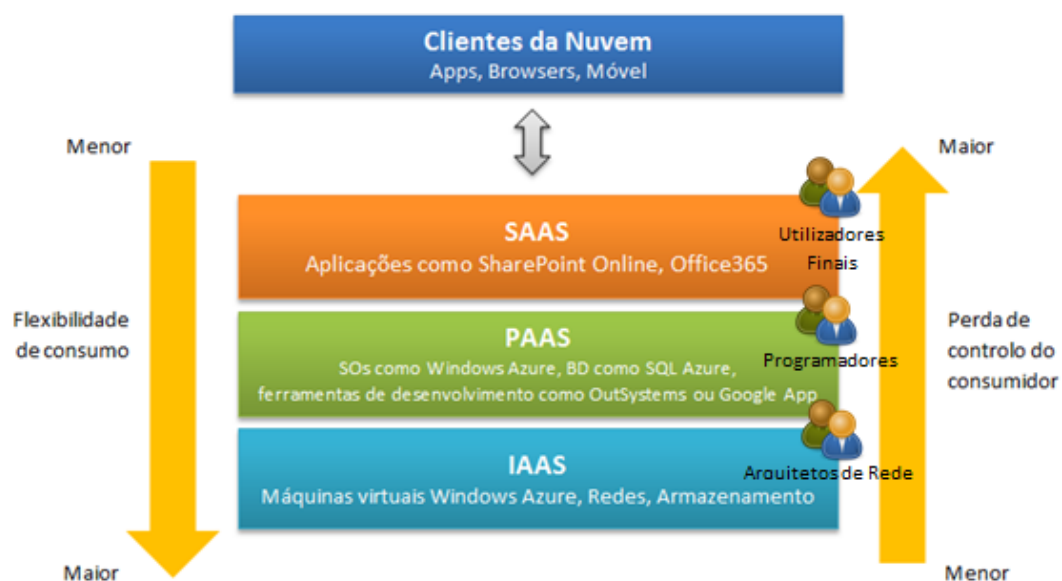 Clientes da Nuvem
Apps, Browsers, Móvel
Menor
Maior
SAAS
Aplicações como SharePoint Online, Office365
Utilizadores
Finais
Flexibilidade
de consumo
PAAS
SOs como Windows Azure, BD como SQL Azure,
ferramentas de desenvolvimento como OutSystems ou Google App
Programadores
Perda de
controlo do
consumidor
IAAS
Máquinas virtuais Windows Azure, Redes, Armazenamento
Arquitetos de Rede
Maior
Menor